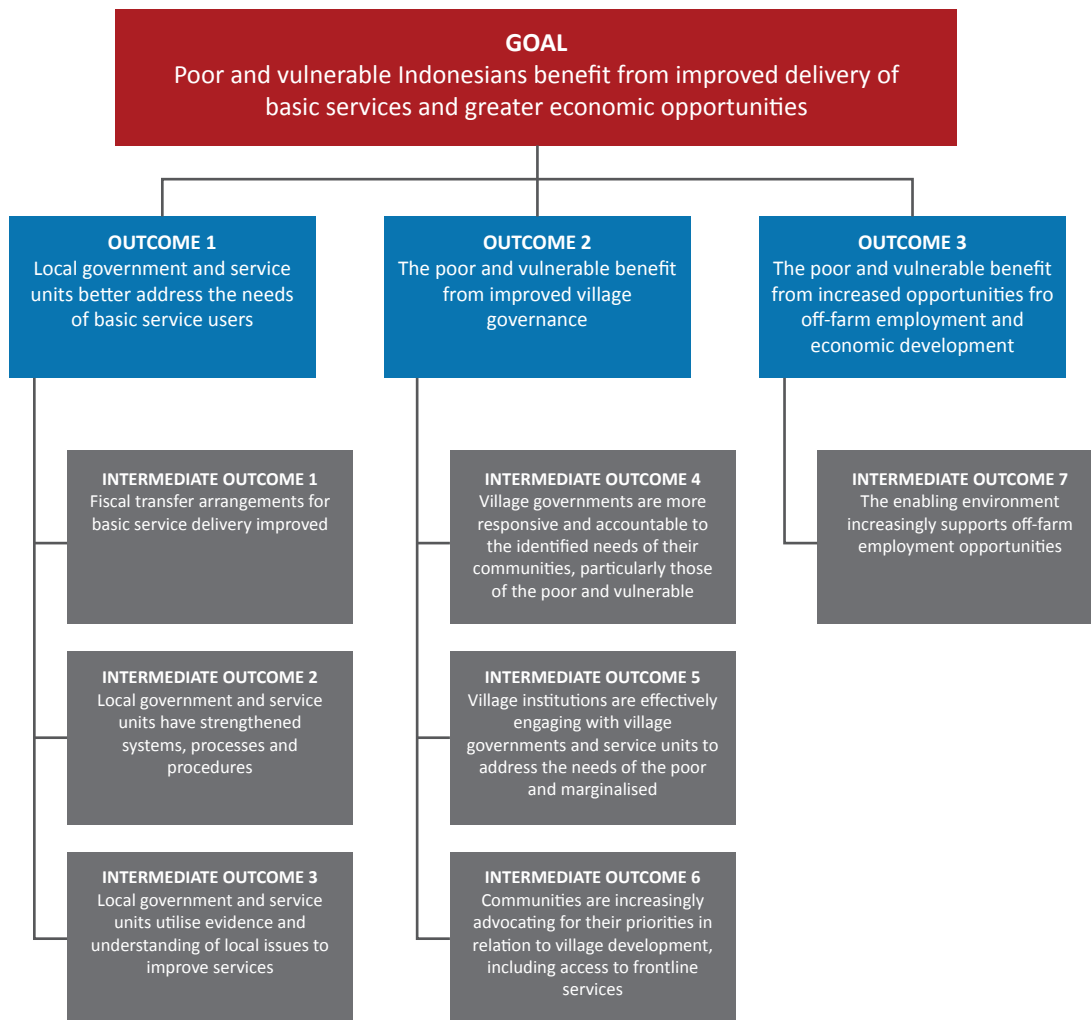 GOAL
Poor and vulnerable Indonesians benefit from improved delivery of
basic services and greater economic opportunities
OUTCOME 1
Local government and service
units better address the needs
of basic service users
OUTCOME 2
The poor and vulnerable benefit
from improved village
governance
OUTCOME 3
The poor and vulnerable benefit
from increased opportunities fro
off-farm employment and
economic development
INTERMEDIATE OUTCOME 1
Fiscal transfer arrangements for
basic service delivery improved
INTERMEDIATE OUTCOME 4
Village governments are more
responsive and accountable to
the identified needs of their
communities, particularly those
of the poor and vulnerable
INTERMEDIATE OUTCOME 7
The enabling environment
increasingly supports off-farm
employment opportunities
INTERMEDIATE OUTCOME 2
Local government and service
units have strengthened
systems, processes and
procedures
INTERMEDIATE OUTCOME 5
Village institutions are effectively
engaging with village
governments and service units to
address the needs of the poor
and marginalised
INTERMEDIATE OUTCOME 3
Local government and service
units utilise evidence and
understanding of local issues to
improve services
INTERMEDIATE OUTCOME 6
Communities are increasingly
advocating for their priorities in
relation to village development,
including access to frontline
services